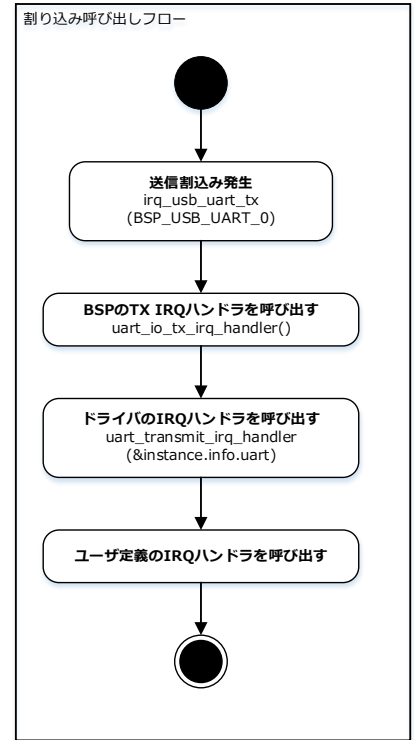 割り込み呼び出しフロー
送信割込み発生
irq_usb_uart_tx
(BSP_USB_UART_0)
BSPのTX IRQハンドラを呼び出す
uart_io_tx_irq_handler()
ドライバのIRQハンドラを呼び出す
uart_transmit_irq_handler
(&instance.info.uart)
ユーザ定義のIRQハンドラを呼び出す